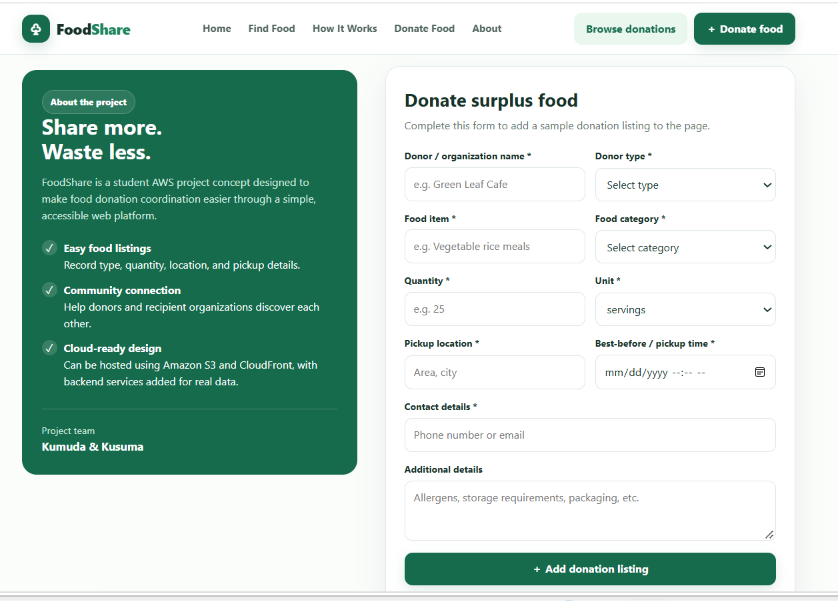 FoodShare
Home
Find Food
How It Works
Donate Food
About
Browse donations
+ Donate food
About the project
Share more.
Waste less.
FoodShare is a student AWS project concept designed to
make food donation coordination easier through a simple,
accessible web platform.
✓ Easy food listings
Record type, quantity, location, and pickup details.
✓ Community connection
Help donors and recipient organizations discover each
other.
✓ Cloud-ready design
Can be hosted using Amazon S3 and CloudFront, with
backend services added for real data.
Project team
Kumuda & Kusuma
Donate surplus food
Complete this form to add a sample donation listing to the page.
Donor / organization name *
e.g. Green Leaf Cafe
Donor type *
Select type
Food item *
e.g. Vegetable rice meals
Food category *
Select category
Quantity *
e.g. 25
Unit *
servings
Pickup location *
Area, city
Best-before / pickup time *
mm/dd/yyyy --:-- --
Contact details *
Phone number or email
Additional details
Allergens, storage requirements, packaging, etc.
+ Add donation listing